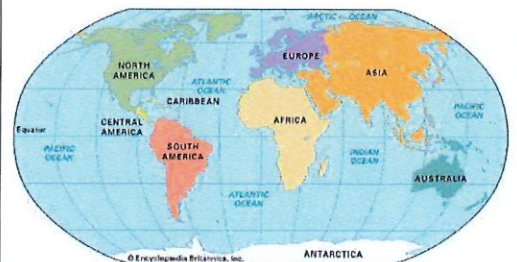 ARCTIC OCEAN
EUROPE
NORTH
AMERICA
ASIA
ATLANTIC
OCEAN
CARIBBEAN
PACIFIC
OCEAN
CENTRAL
AMERICA
AFRICA
Equator
PACIFIC
OCEAN
SOUTH
AMERICA
INDIAN
OCEAN
AUSTRALIA
ATLANTIC
OCEAN
ANTARCTICA
© Encyclopædia Britannica, Inc.